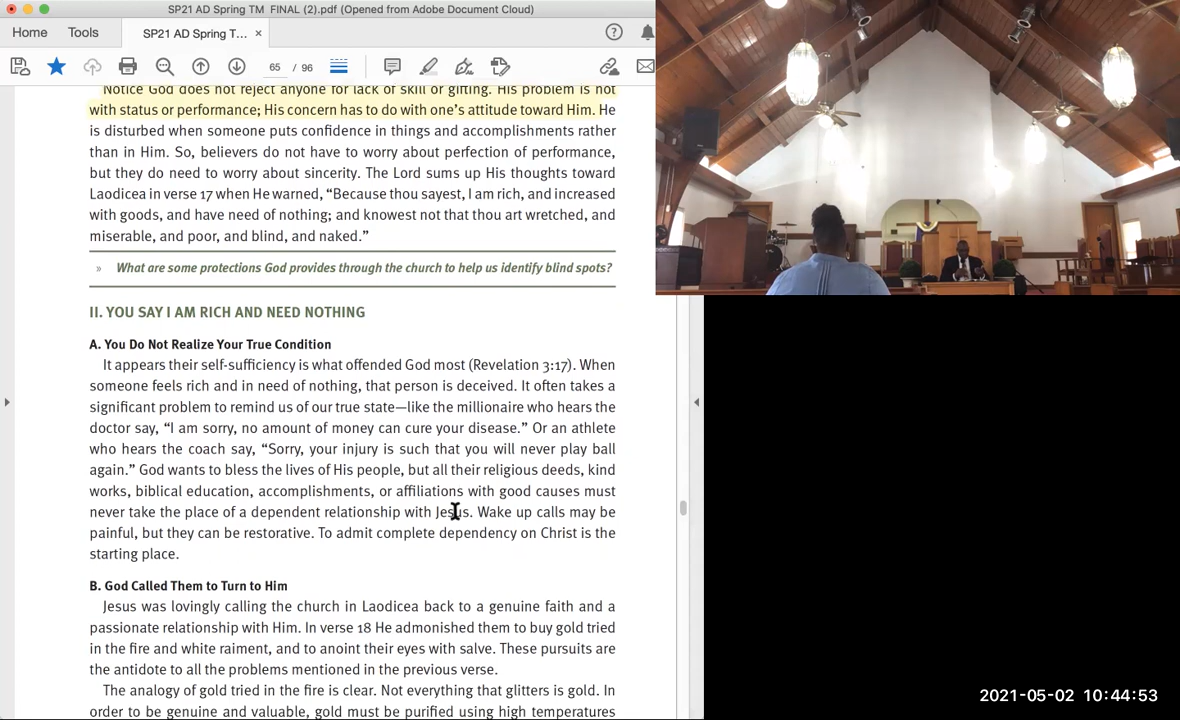 SP21 AD Spring TM FINAL (2).pdf (Opened from Adobe Document Cloud)
Home Tools SP21 AD Spring T... ×
65 / 96
Notice God does not reject anyone for lack of skill or gifting. His problem is not
with status or performance; His concern has to do with one’s attitude toward Him. He
is disturbed when someone puts confidence in things and accomplishments rather
than in Him. So, believers do not have to worry about perfection of performance,
but they do need to worry about sincerity. The Lord sums up His thoughts toward
Laodicea in verse 17 when He warned, “Because thou sayest, I am rich, and increased
with goods, and have need of nothing; and knowest not that thou art wretched, and
miserable, and poor, and blind, and naked.”
» What are some protections God provides through the church to help us identify blind spots?
II. YOU SAY I AM RICH AND NEED NOTHING
A. You Do Not Realize Your True Condition
It appears their self-sufficiency is what offended God most (Revelation 3:17). When
someone feels rich and in need of nothing, that person is deceived. It often takes a
significant problem to remind us of our true state—like the millionaire who hears the
doctor say, “I am sorry, no amount of money can cure your disease.” Or an athlete
who hears the coach say, “Sorry, your injury is such that you will never play ball
again.” God wants to bless the lives of His people, but all their religious deeds, kind
works, biblical education, accomplishments, or affiliations with good causes must
never take the place of a dependent relationship with Jesus. Wake up calls may be
painful, but they can be restorative. To admit complete dependency on Christ is the
starting place.
B. God Called Them to Turn to Him
Jesus was lovingly calling the church in Laodicea back to a genuine faith and a
passionate relationship with Him. In verse 18 He admonished them to buy gold tried
in the fire and white raiment, and to anoint their eyes with salve. These pursuits are
the antidote to all the problems mentioned in the previous verse.
The analogy of gold tried in the fire is clear. Not everything that glitters is gold. In
order to be genuine and valuable, gold must be purified using high temperatures
2021-05-02 10:44:53